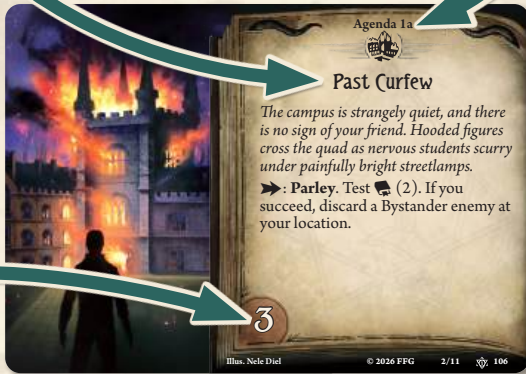 Agenda 1a
Past Curfew
The campus is strangely quiet, and there
is no sign of your friend. Hooded figures
cross the quad as nervous students scurry
under painfully bright streetlamps.
: Parley. Test (2). If you
succeed, discard a Bystander enemy at
your location.
3
Illus. Nele Diel © 2026 FFG 2/11 106